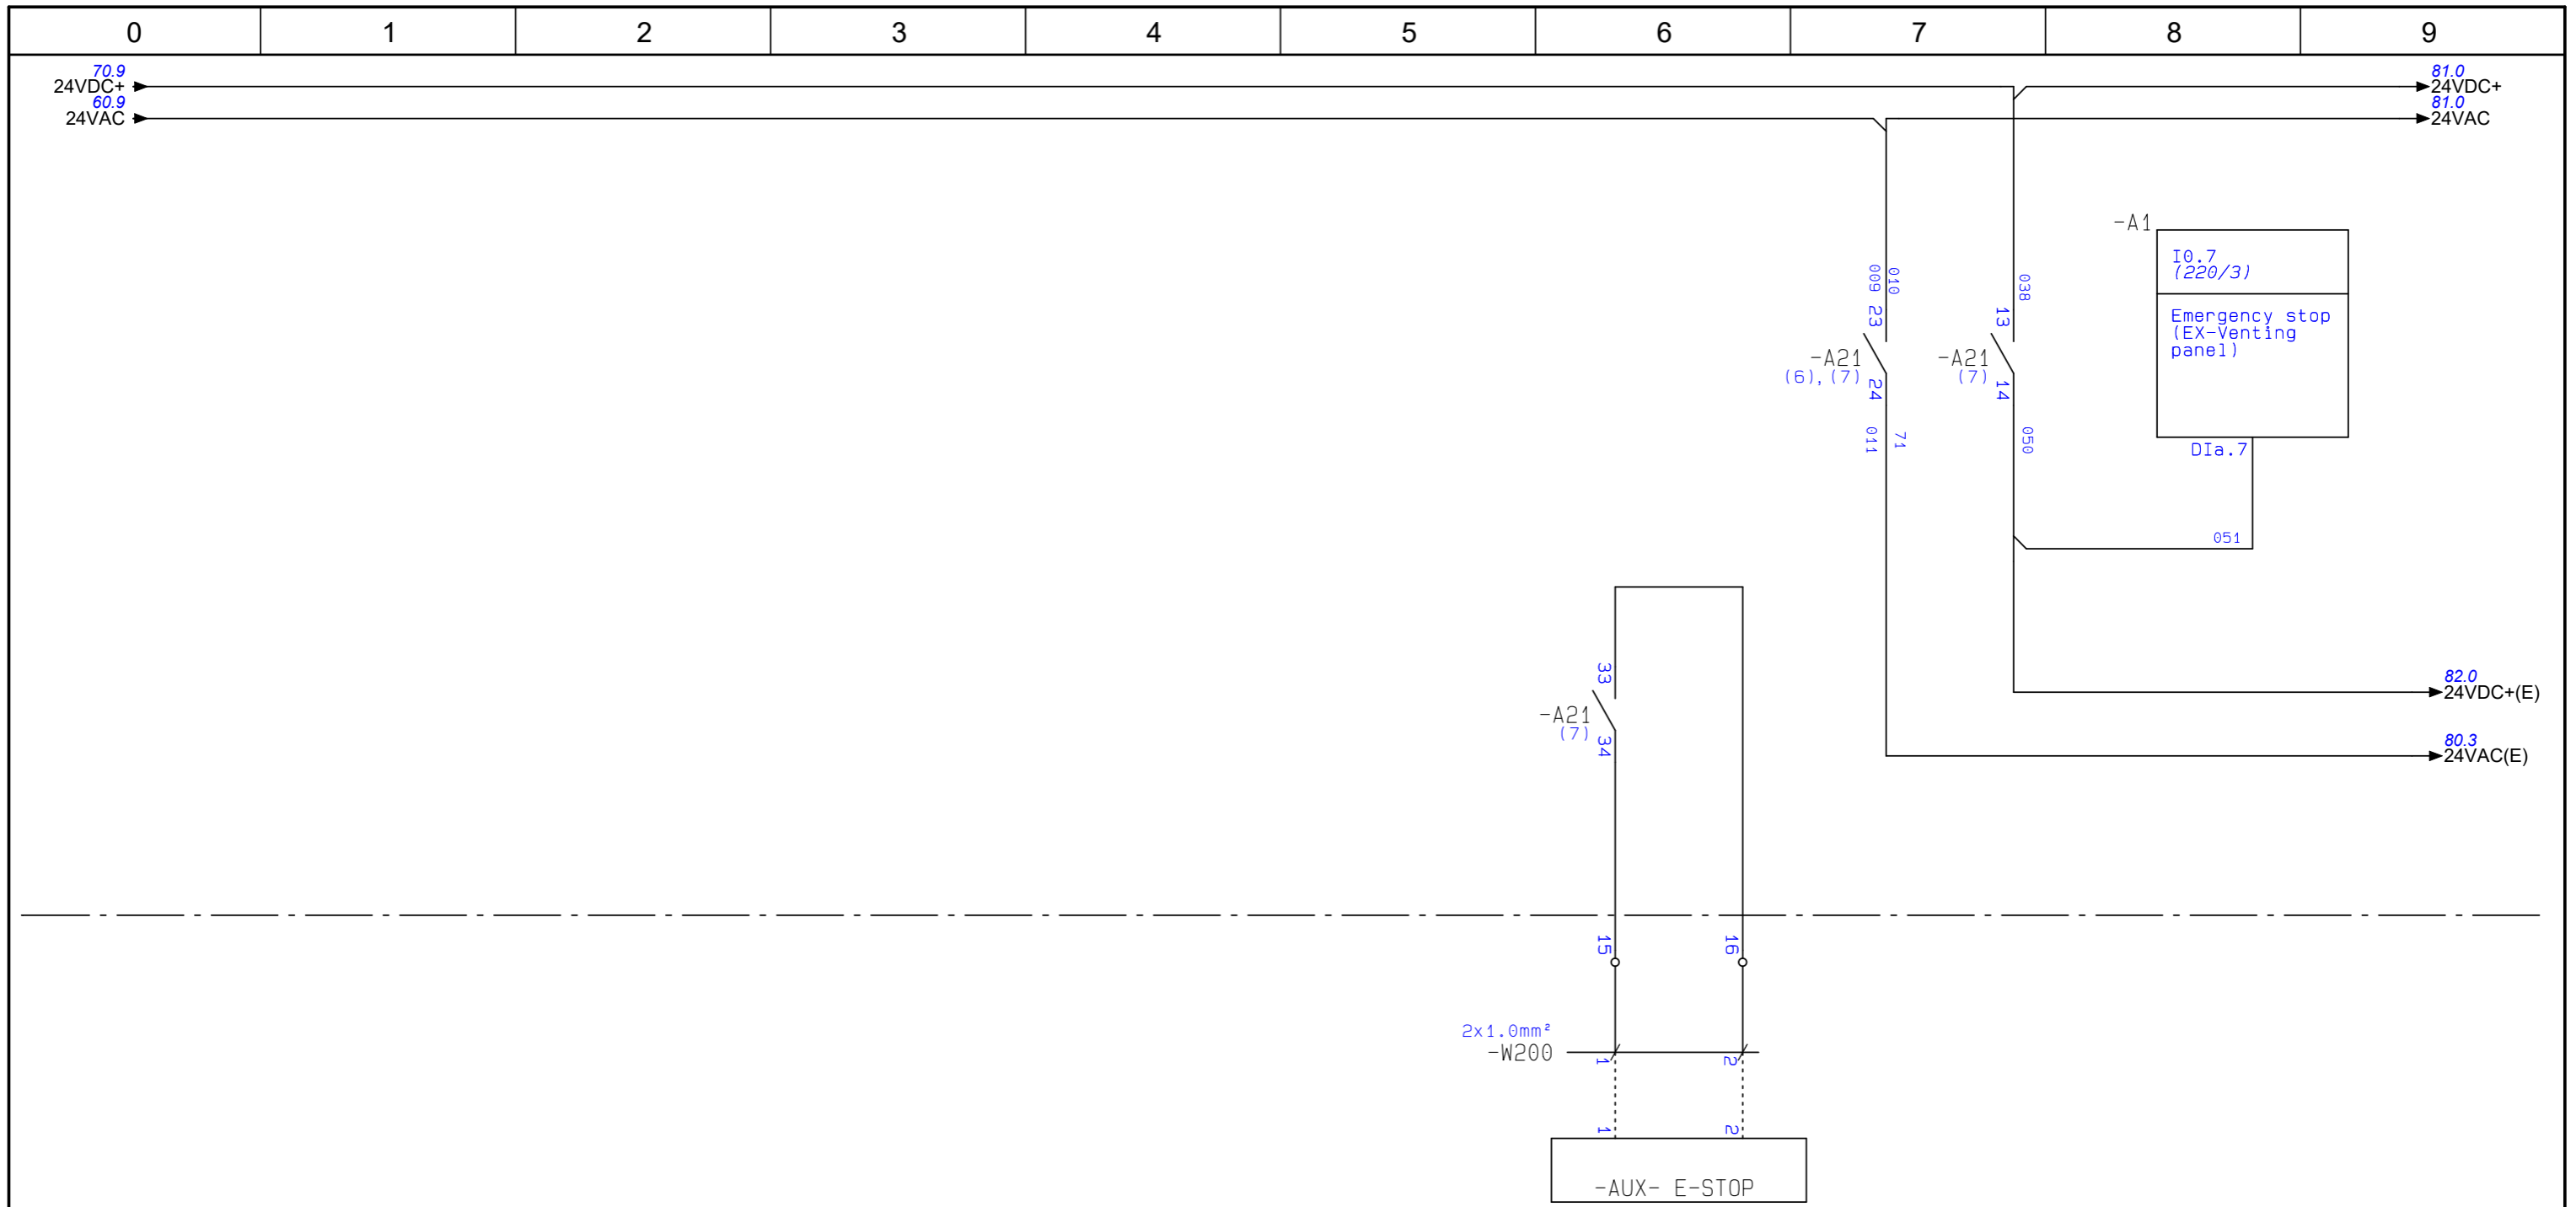 0 1 2 3 4 5 6 7 8 9
70.9
24VDC+
60.9
24VAC
81.0
24VDC+
81.0
24VAC
-A1
I0.7
(220/3)
Emergency stop
(EX-Venting
panel)
DIa.7
051
009 010
23
-A21
(6),(7)
24
011 71
038
13
-A21
(7)
14
050
33
-A21
(7)
34
82.0
24VDC+(E)
80.3
24VAC(E)
15 16
2x1.0mm²
-W200
1 2
1 2
-AUX- E-STOP